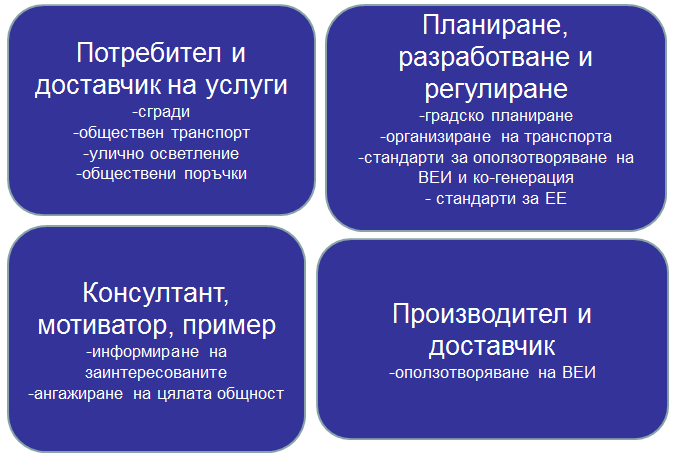 Потребител и
доставчик на услуги
-сгради
-обществен транспорт
-улично осветление
-обществени поръчки
Планиране,
разработване и
регулиране
-градско планиране
-организиране на транспорта
-стандарти за оползотворяване на
ВЕИ и ко-генерация
- стандарти за ЕЕ
Консултант,
мотиватор, пример
-информиране на
заинтересованите
-ангажиране на цялата общност
Производител и
доставчик
-оползотворяване на ВЕИ